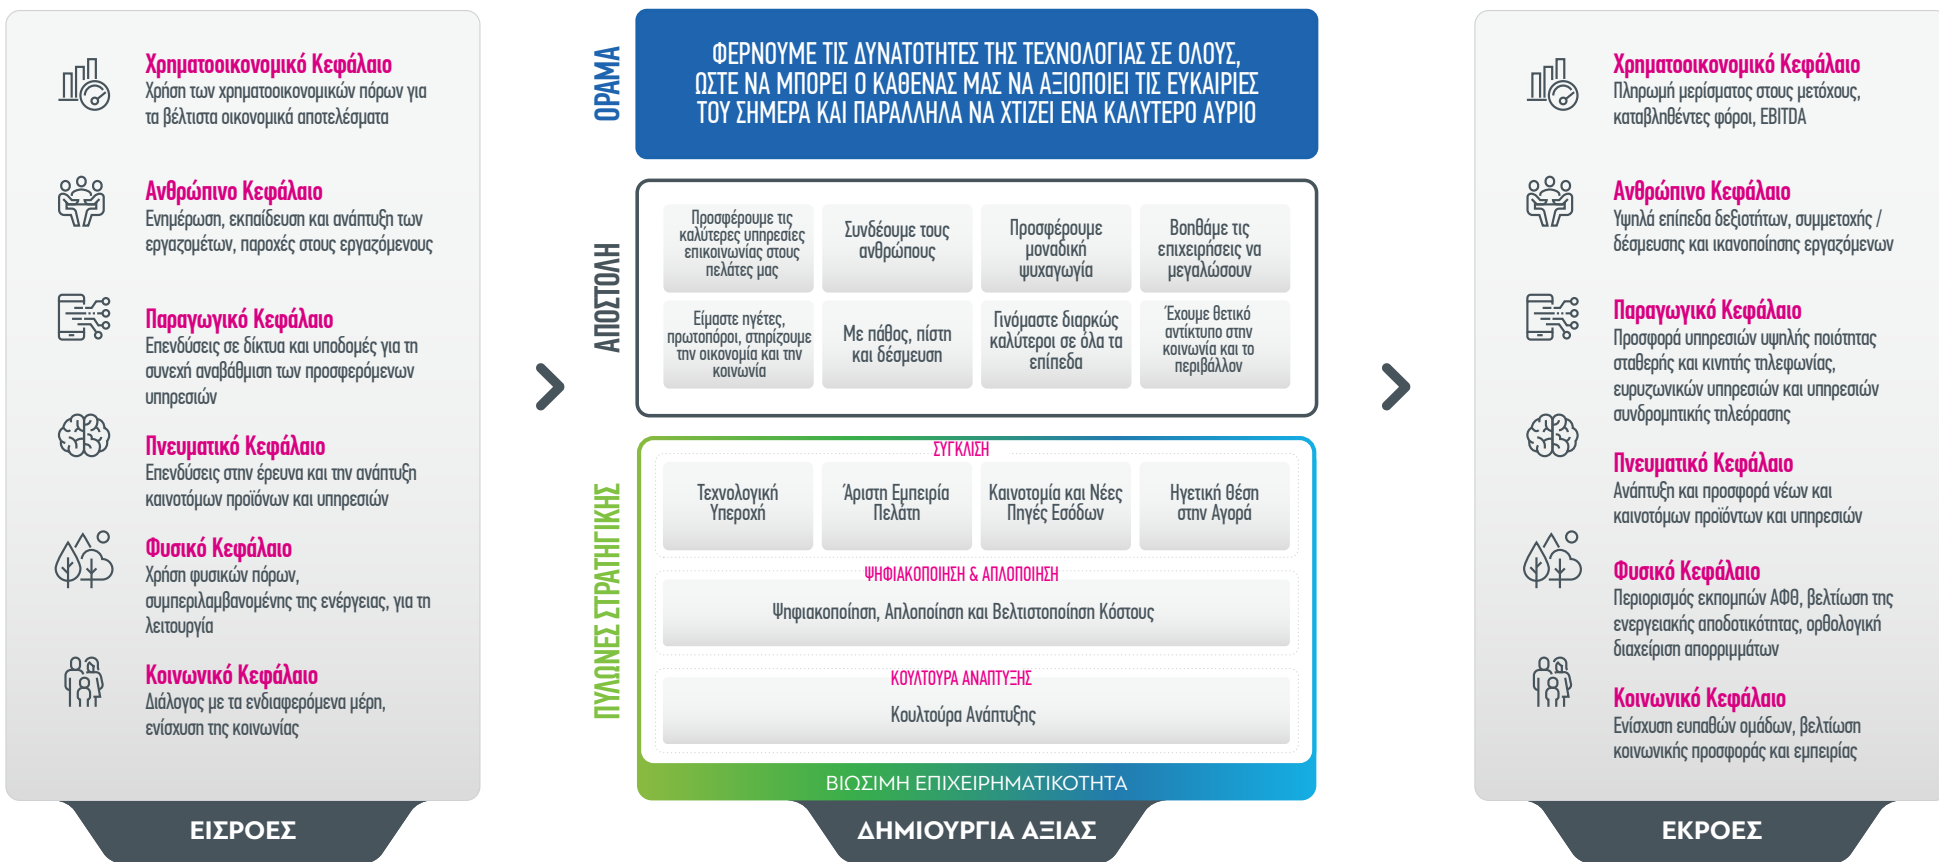 Χρηματοοικονομικό Κεφάλαιο
Χρήση των χρηματοοικονομικών πόρων για
τα βέλτιστα οικονομικά αποτελέσματα
Ανθρώπινο Κεφάλαιο
Ενημέρωση, εκπαίδευση και ανάπτυξη των
εργαζομέτων, παροχές στους εργαζόμενους
Παραγωγικό Κεφάλαιο
Επενδύσεις σε δίκτυα και υποδομές για τη
συνεχή αναβάθμιση των προσφερόμενων
υπηρεσιών
Πνευματικό Κεφάλαιο
Επενδύσεις στην έρευνα και την ανάπτυξη
καινοτόμων προϊόνων και υπηρεσιών
Φυσικό Κεφάλαιο
Χρήση φυσικών πόρων,
συμπεριλαμβανομένης της ενέργειας, για τη
λειτουργία
Κοινωνικό Κεφάλαιο
Διάλογος με τα ενδιαφερόμενα μέρη,
ενίσχυση της κοινωνίας
ΕΙΣΡΟΕΣ
ΟΡΑΜΑ
ΦΕΡΝΟΥΜΕ ΤΙΣ ΔΥΝΑΤΟΤΗΤΕΣ ΤΗΣ ΤΕΧΝΟΛΟΓΙΑΣ ΣΕ ΟΛΟΥΣ,
ΩΣΤΕ ΝΑ ΜΠΟΡΕΙ Ο ΚΑΘΕΝΑΣ ΜΑΣ ΝΑ ΑΞΙΟΠΟΙΕΙ ΤΙΣ ΕΥΚΑΙΡΙΕΣ
ΤΟΥ ΣΗΜΕΡΑ ΚΑΙ ΠΑΡΑΛΛΗΛΑ ΝΑ ΧΤΙΖΕΙ ΕΝΑ ΚΑΛΥΤΕΡΟ ΑΥΡΙΟ
ΑΠΟΣΤΟΛΗ
Προσφέρουμε τις
καλύτερες υπηρεσίες
επικοινωνίας στους
πελάτες μας
Συνδέουμε τους
ανθρώπους
Προσφέρουμε
μοναδική
ψυχαγωγία
Βοηθάμε τις
επιχειρήσεις να
μεγαλώσουν
Είμαστε ηγέτες,
πρωτοπόροι, στηρίζουμε
την οικονομία και την
κοινωνία
Με πάθος, πίστη
και δέσμευση
Γινόμαστε διαρκώς
καλύτεροι σε όλα τα
επίπεδα
Έχουμε θετικό
αντίκτυπο στην
κοινωνία και το
περιβάλλον
ΠΥΛΩΝΕΣ ΣΤΡΑΤΗΓΙΚΗΣ
ΣΥΓΚΛΙΣΗ
Τεχνολογική
Υπεροχή
Άριστη Εμπειρία
Πελάτη
Καινοτομία και Νέες
Πηγές Εσόδων
Ηγετική Θέση
στην Αγορά
ΨΗΦΙΑΚΟΠΟΙΗΣΗ & ΑΠΛΟΠΟΙΗΣΗ
Ψηφιακοποίηση, Απλοποίηση και Βελτιστοποίηση Κόστους
ΚΟΥΛΤΟΥΡΑ ΑΝΑΠΤΥΞΗΣ
Κουλτούρα Ανάπτυξης
ΒΙΩΣΙΜΗ ΕΠΙΧΕΙΡΗΜΑΤΙΚΟΤΗΤΑ
ΔΗΜΙΟΥΡΓΙΑ ΑΞΙΑΣ
Χρηματοοικονομικό Κεφάλαιο
Πληρωμή μερίσματος στους μετόχους,
καταβληθέντες φόροι, EBITDA
Ανθρώπινο Κεφάλαιο
Υψηλά επίπεδα δεξιοτήτων, συμμετοχής /
δέσμευσης και ικανοποίησης εργαζόμενων
Παραγωγικό Κεφάλαιο
Προσφορά υπηρεσιών υψηλής ποιότητας
σταθερής και κινητής τηλεφωνίας,
ευρυζωνικών υπηρεσιών και υπηρεσιών
συνδρομητικής τηλεόρασης
Πνευματικό Κεφάλαιο
Ανάπτυξη και προσφορά νέων και
καινοτόμων προϊόντων και υπηρεσιών
Φυσικό Κεφάλαιο
Περιορισμός εκπομπών ΑΦΘ, βελτίωση της
ενεργειακής αποδοτικότητας, ορθολογική
διαχείριση απορριμμάτων
Κοινωνικό Κεφάλαιο
Ενίσχυση ευπαθών ομάδων, βελτίωση
κοινωνικής προσφοράς και εμπειρίας
ΕΚΡΟΕΣ